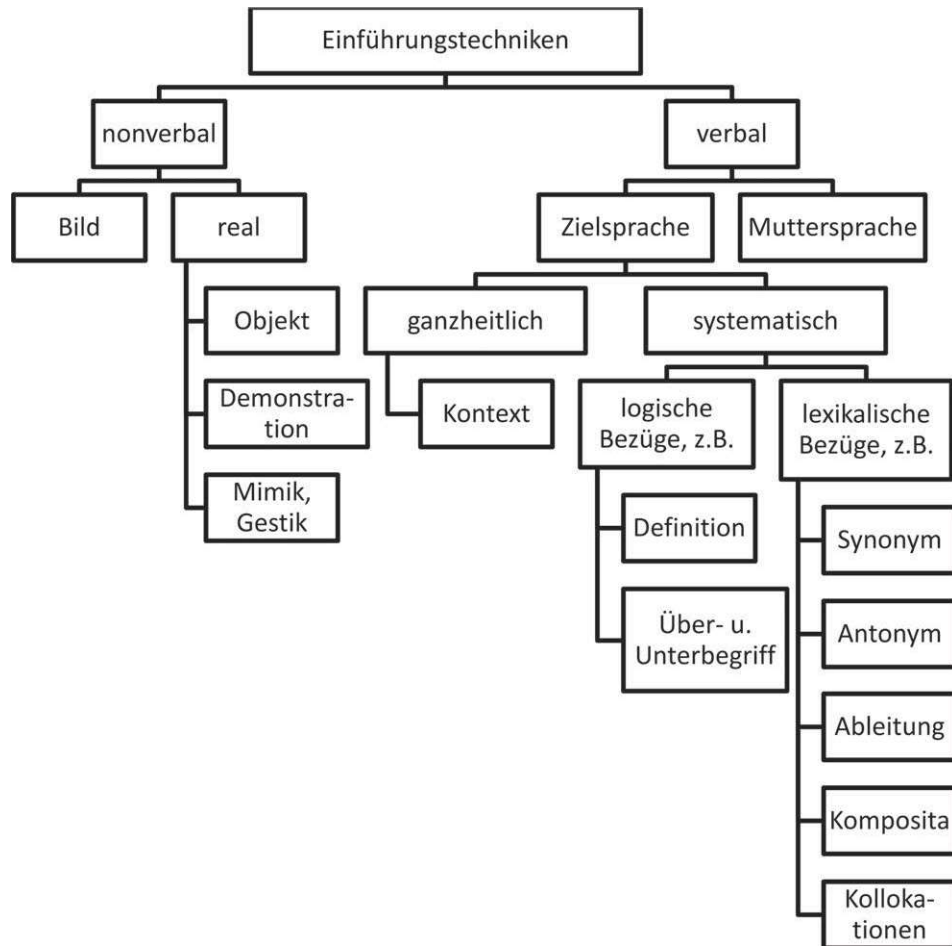 Einführungstechniken
nonverbal
verbal
Bild
real
Zielsprache
Muttersprache
Objekt
ganzheitlich
systematisch
Demonstra-
tion
Kontext
logische
Bezüge, z.B.
lexikalische
Bezüge, z.B.
Mimik,
Gestik
Definition
Synonym
Über- u.
Unterbegriff
Antonym
Ableitung
Komposita
Golloka-
tionen